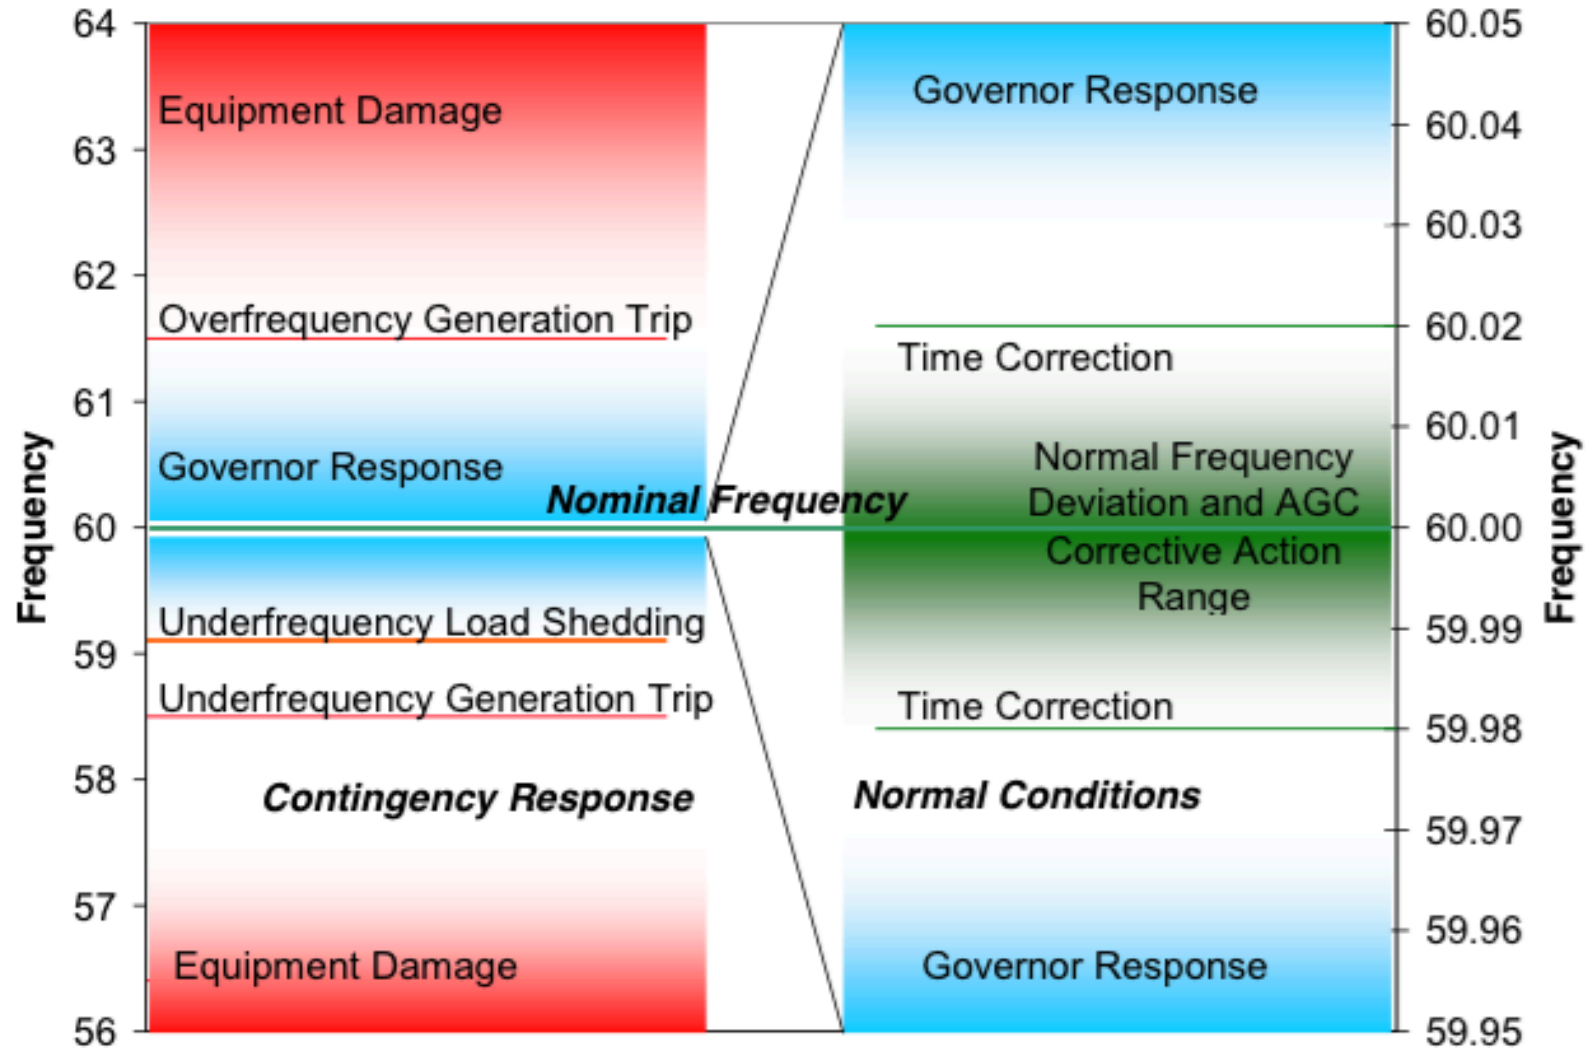 64
63
62
61
60
59
58
57
56
Frequency
Equipment Damage
Overfrequency Generation Trip
Governor Response
Nominal Frequency
Underfrequency Load Shedding
Underfrequency Generation Trip
Contingency Response
Equipment Damage
Governor Response
Time Correction
Normal Frequency
Deviation and AGC
Corrective Action
Range
Time Correction
Normal Conditions
Governor Response
60.05
60.04
60.03
60.02
60.01
60.00
59.99
59.98
59.97
59.96
59.95
Frequency